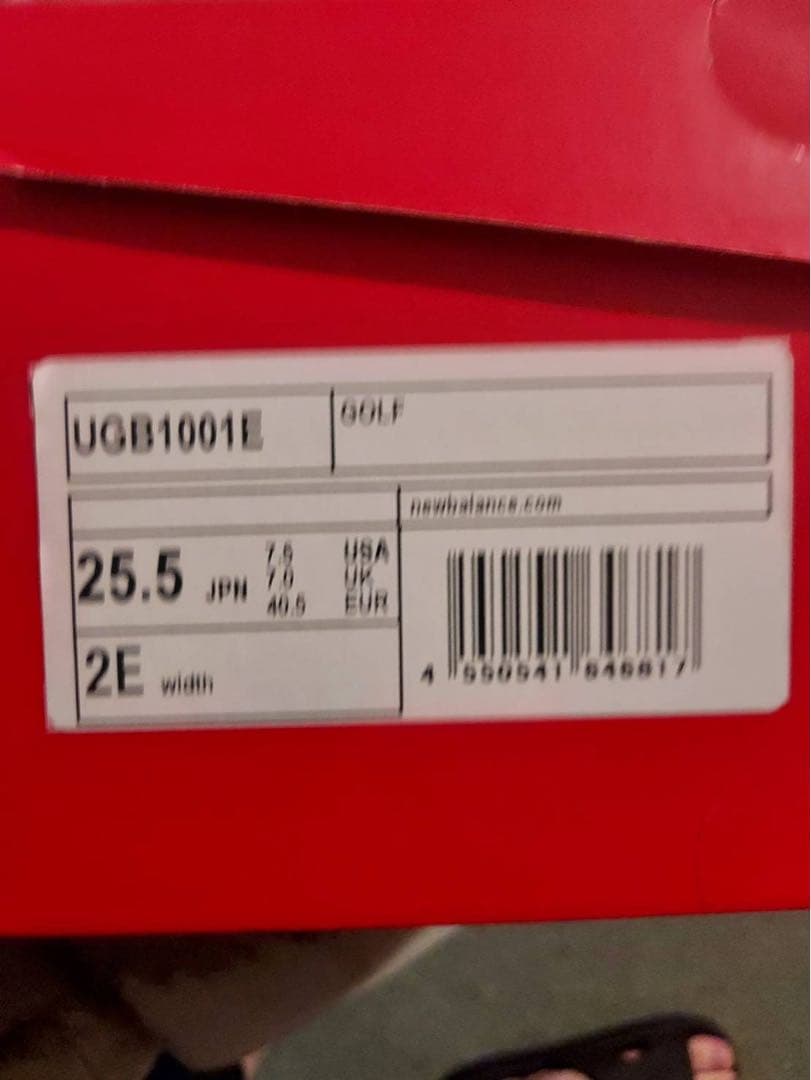 UGB1001E
GOLF
newbalance.com
25.5 JPN
7.5 USA
7.0 UK
40.5 EUR
2E width